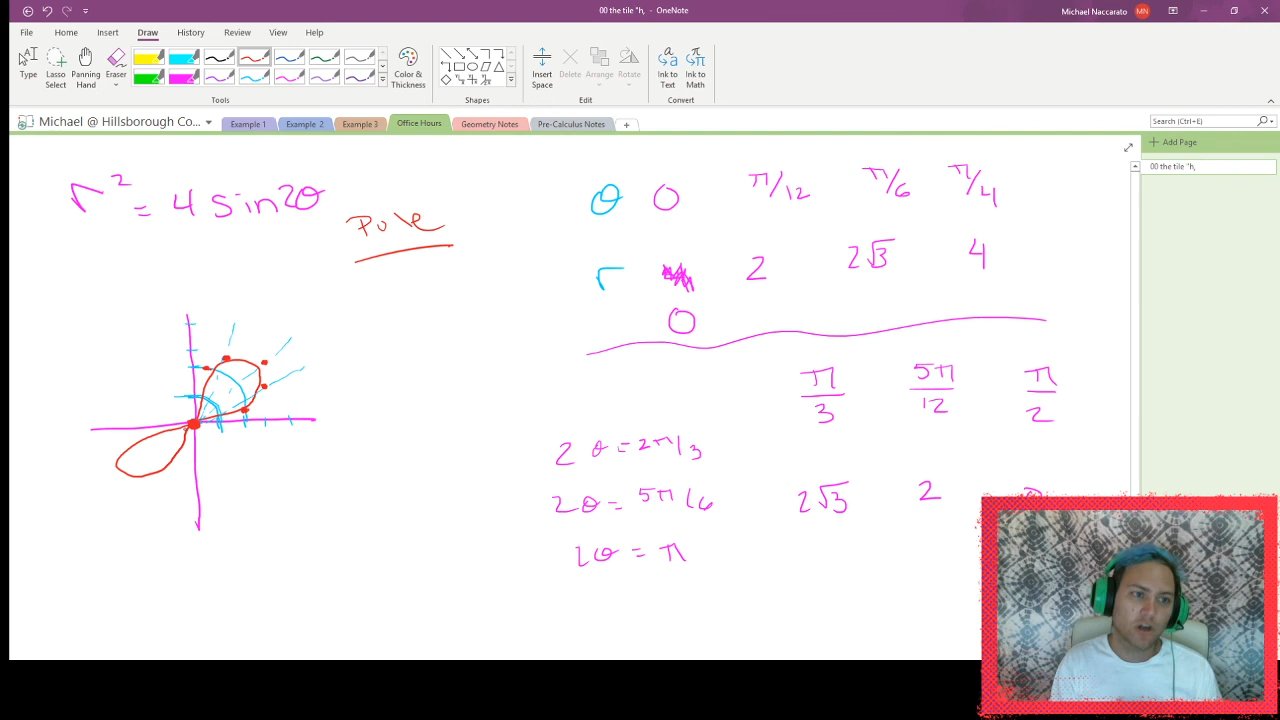 00 the tile "h, - OneNote
Michael Naccarato MN
File Home Insert Draw History Review View Help
Type
Lasso Select
Panning Hand
Eraser
Color & Thickness
Insert Space
Delete
Arrange
Rotate
Ink to Text
Ink to Math
Tools
Shapes
Edit
Convert
Michael @ Hillsborough Co...
Example 1
Example 2
Example 3
Office Hours
Geometry Notes
Pre-Calculus Notes
Search (Ctrl+E)
Add Page
00 the tile "h,
r² = 4 sin2θ
Pole
θ 0 π/12 π/6 π/4
r 2 2√3 4
0
π/3 5π/12 π/2
2θ = 2π/3
2θ = 5π/6 2√3 2
2θ = π